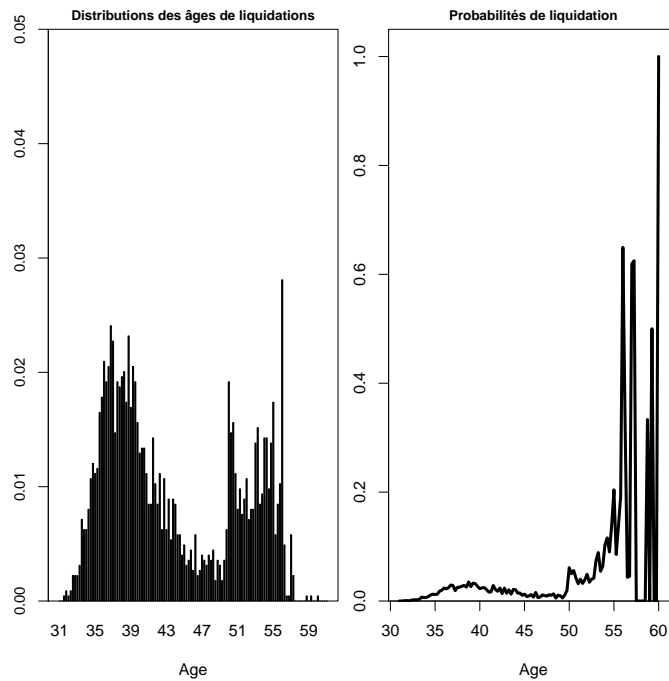 Distributions des âges de liquidations
0.05
0.04
0.03
0.02
0.01
0.00
31 35 39 43 47 51 55 59
Age
Probabilités de liquidation
1.0
0.8
0.6
0.4
0.2
0.0
30 35 40 45 50 55 60
Age